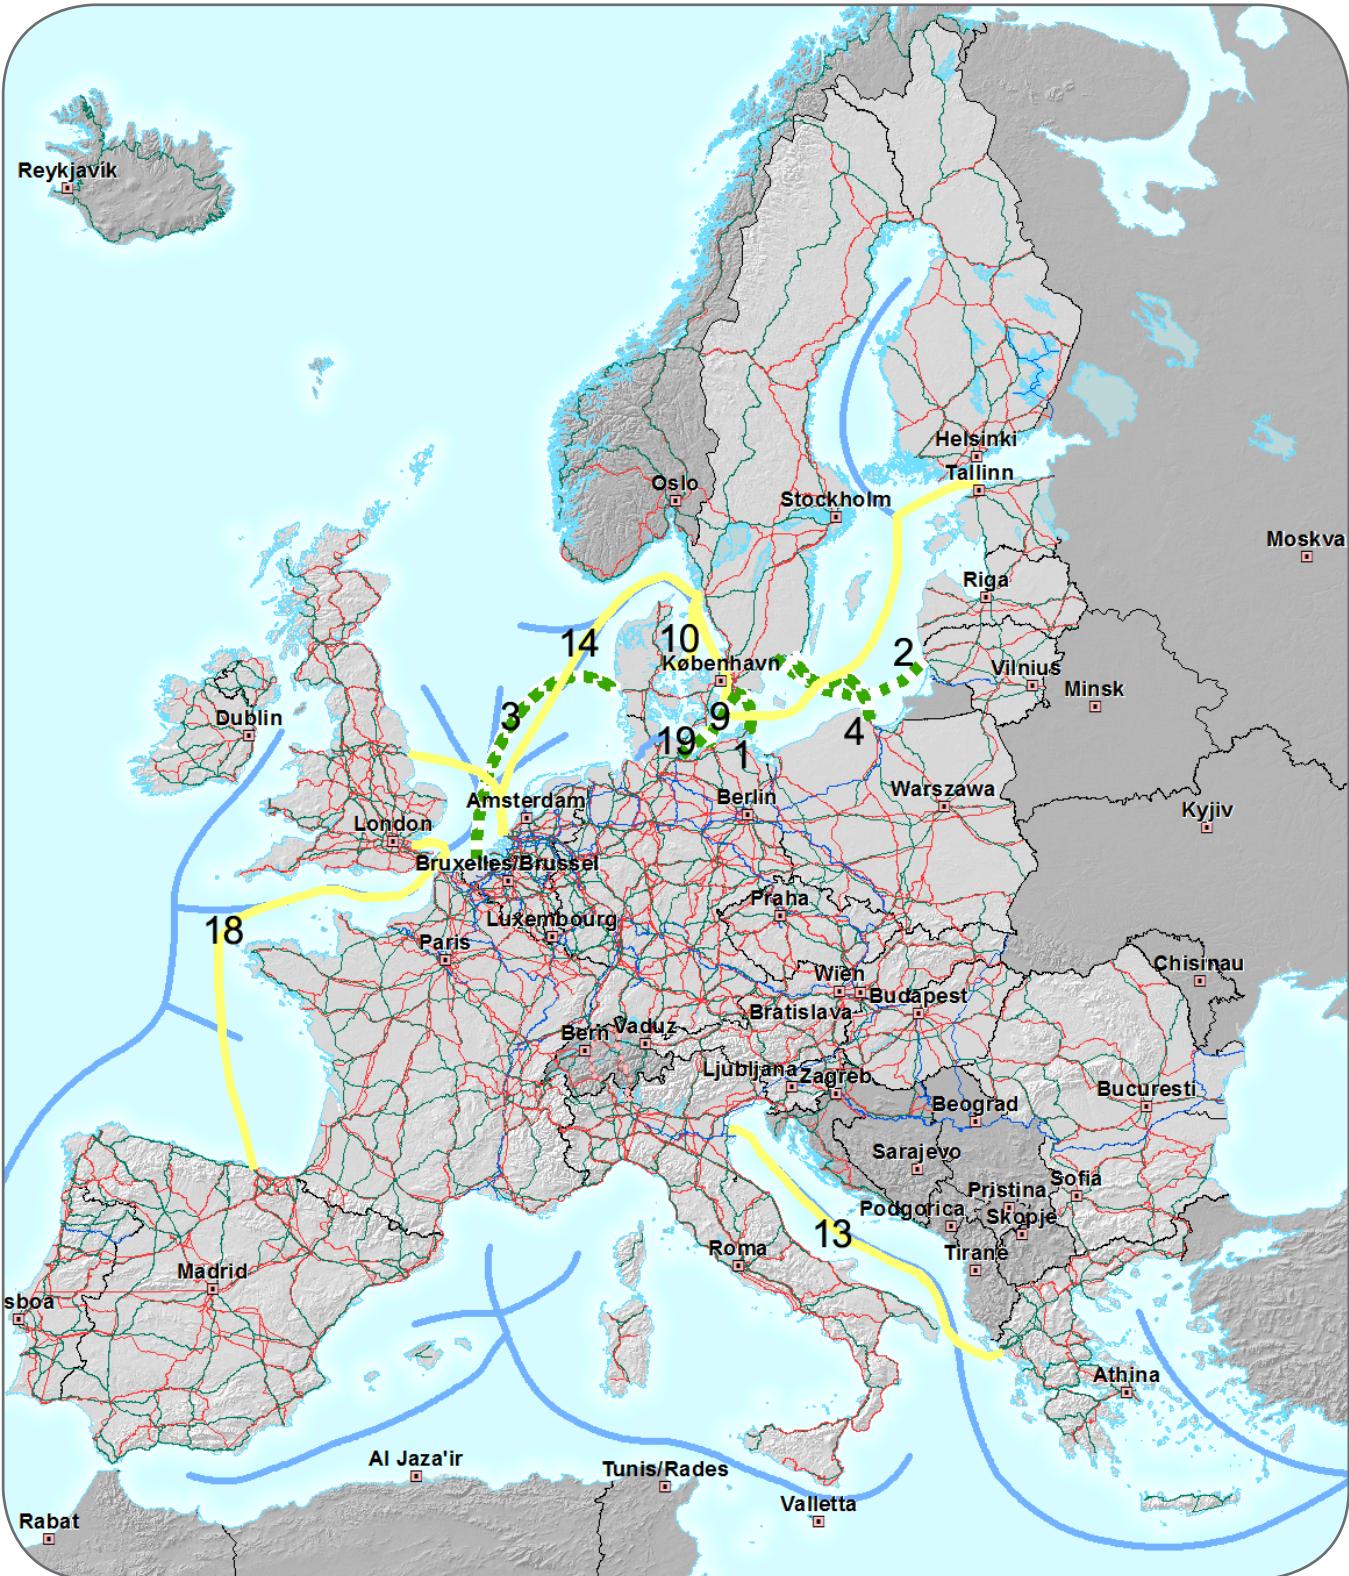 Reykjavík
Helsinki
Tallinn
Oslo
Stockholm
Moskva
Riga
14
10
2
København
Vilnius
Minsk
Dublin
3
9
4
19
1
Amsterdam
Berlin
Warszawa
London
Kyjiv
Bruxelles/Brussel
Praha
18
Luxembourg
Paris
Wien
Chisinau
Budapest
Bratislava
Bern
Vaduz
Ljubljana
Zagreb
Bucuresti
Beograd
Sarajevo
Sofia
Pristina
Podgorica
Skopje
13
Roma
Tirane
Madrid
sboa
Athina
Al Jaza'ir
Tunis/Rades
Valletta
Rabat